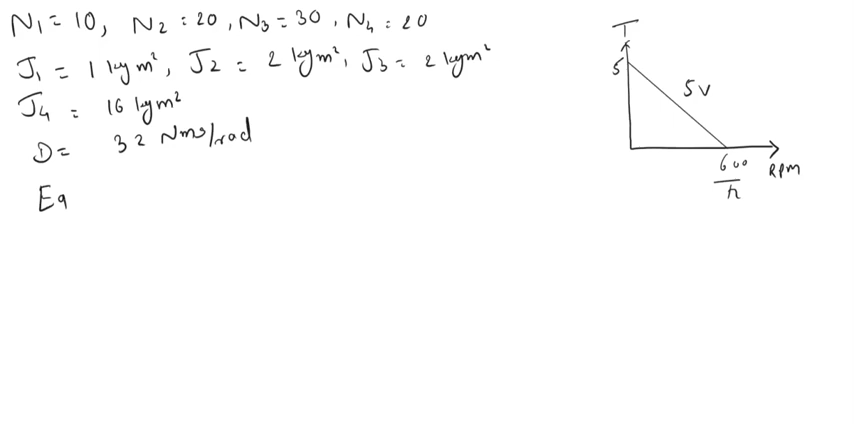 N₁ = 10, N₂ = 20, N₃ = 30, N₄ = 20
J₁ = 1 kgm², J₂ = 2 kgm², J₃ = 2 kgm²
J₄ = 16 kgm²
D = 32 Nms/rad
Eq
T
5
5V
600/π
RPM